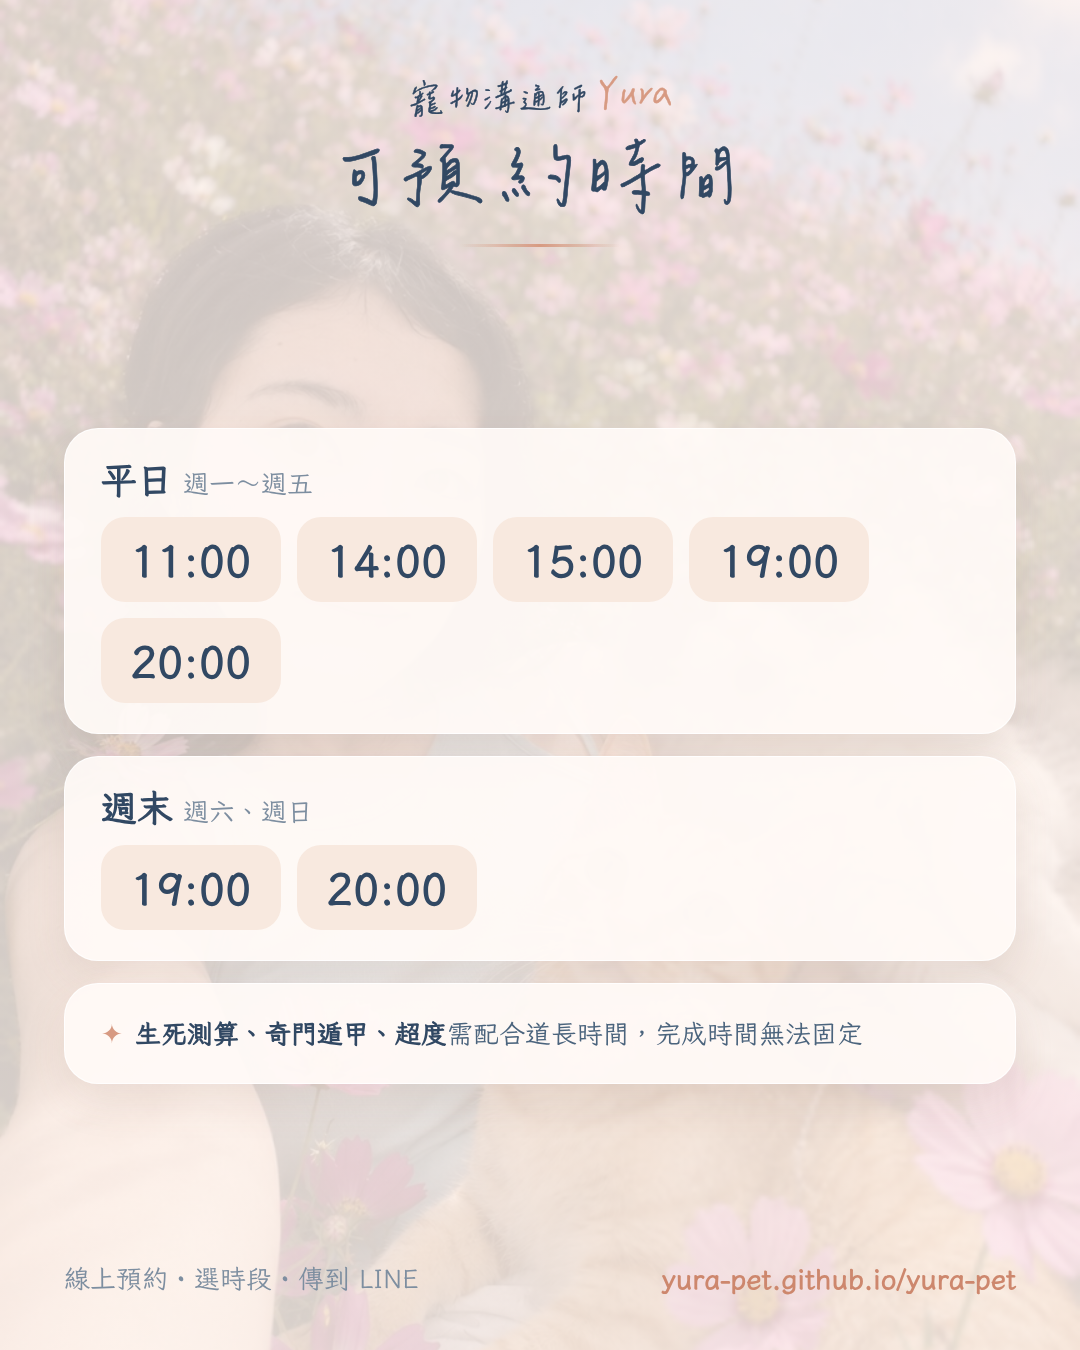 寵物溝通師 Yura
可預約時間
平日 週一～週五
11:00 14:00 15:00 19:00
20:00
週末 週六、週日
19:00 20:00
✦ 生死測算、奇門遁甲、超度需配合道長時間，完成時間無法固定
線上預約・選時段・傳到 LINE
yura-pet.github.io/yura-pet